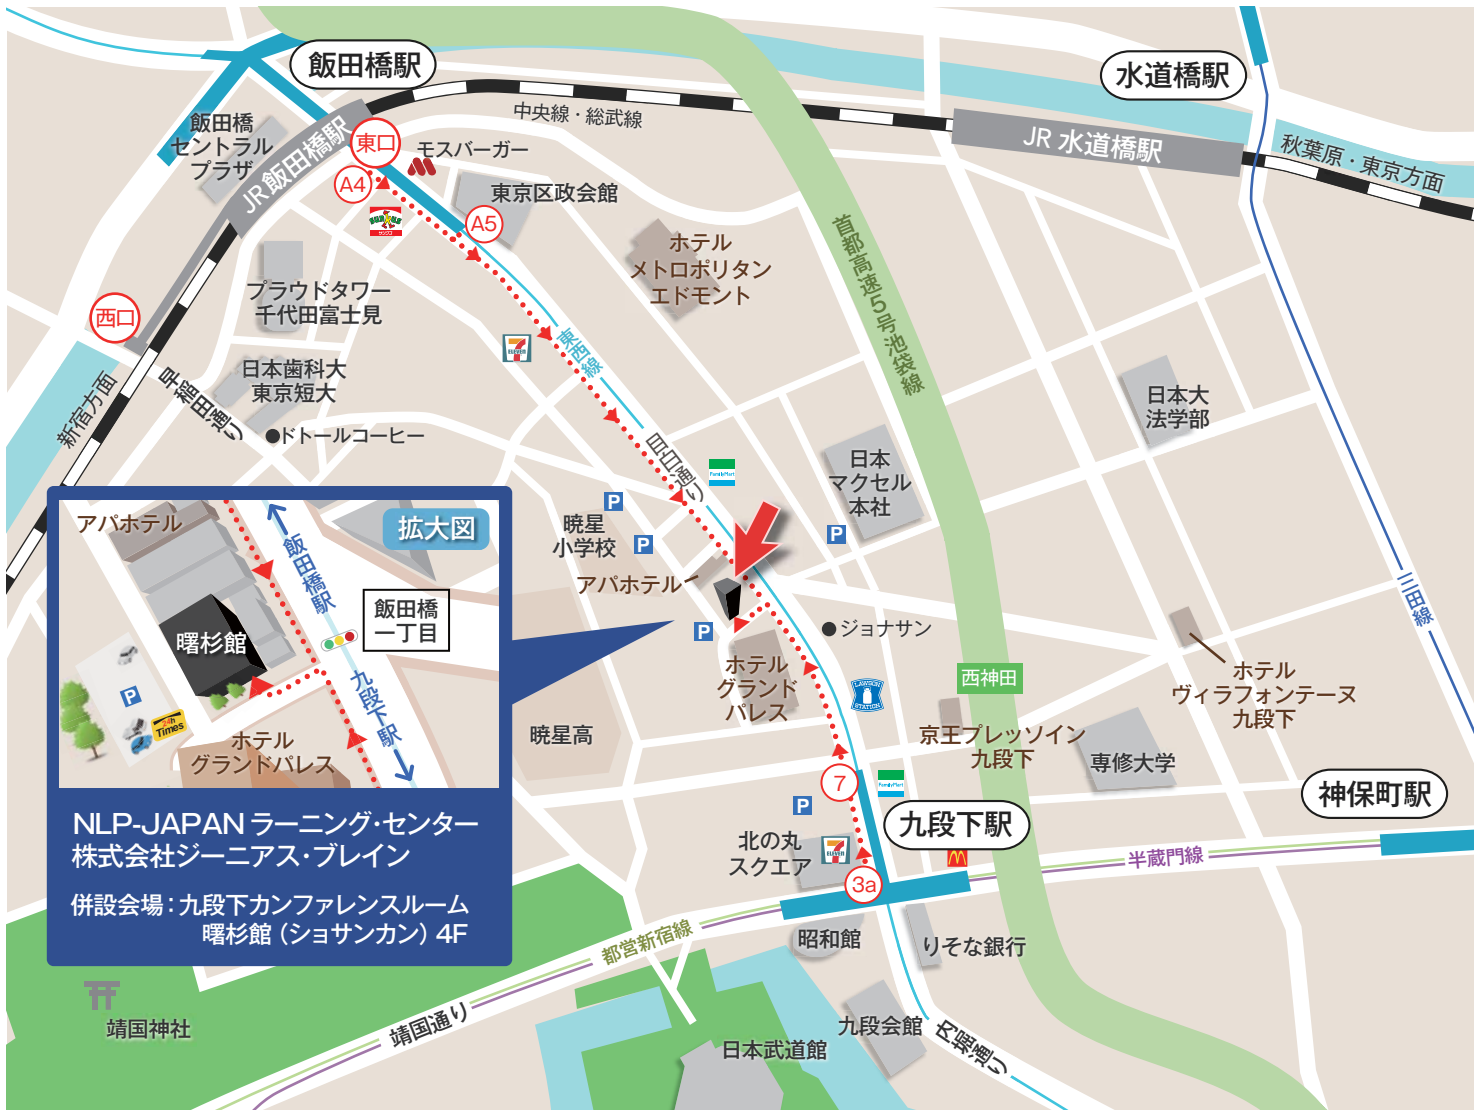 飯田橋駅
水道橋駅
飯田橋
セントラル
プラザ
JR 飯田橋駅
東口
A4
モスバーガー
中央線・総武線
JR 水道橋駅
秋葉原・東京方面
東京区政会館
A5
ホテル
メトロポリタン
エドモント
首都高速5号池袋線
プラウドタワー
千代田富士見
西口
新宿方面
早稲田通り
日本歯科大
東京短大
ドトールコーヒー
7
ELEVEN
東西線
目白通り
FamilyMart
日本大
法学部
日本
マクセル
本社
P
P
P
暁星
小学校
アパホテル
P
ジョナサン
ホテル
グランド
パレス
LAWSON
STATION
西神田
三田線
ホテル
ヴィラフォンテーヌ
九段下
京王プレッソイン
九段下
専修大学
暁星高
7
FamilyMart
P
九段下駅
神保町駅
北の丸
スクエア
7
ELEVEN
3a
半蔵門線
都営新宿線
昭和館
りそな銀行
靖国神社
靖国通り
日本武道館
九段会館
内堀通り
アパホテル
拡大図
飯田橋駅
飯田橋
一丁目
曙杉館
P
24h
Times
九段下駅
ホテル
グランドパレス
NLP-JAPAN ラーニング・センター
株式会社ジーニアス・ブレイン
併設会場：九段下カンファレンスルーム
曙杉館（ショサンカン）4F